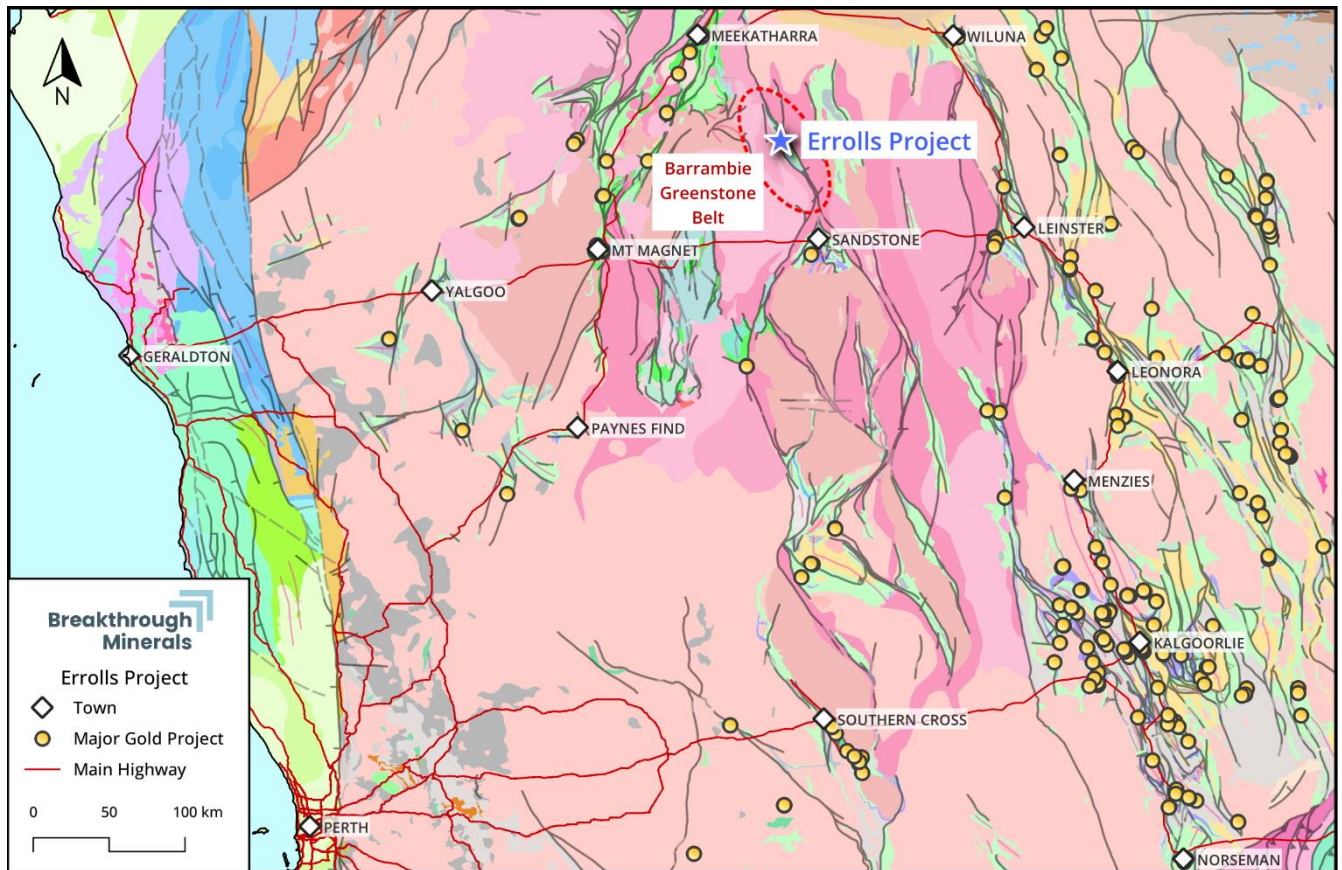 MEEKATHARRA
WILUNA
N
Errolls Project
Barrambie
Greenstone
Belt
LEINSTER
SANDSTONE
MT MAGNET
YALGOO
GERALDTON
LEONORA
PAYNES FIND
MENZIES
KALGOORLIE
SOUTHERN CROSS
PERTH
NORSEMAN
Breakthrough
Minerals
Errolls Project
Town
Major Gold Project
Main Highway
0 50 100 km